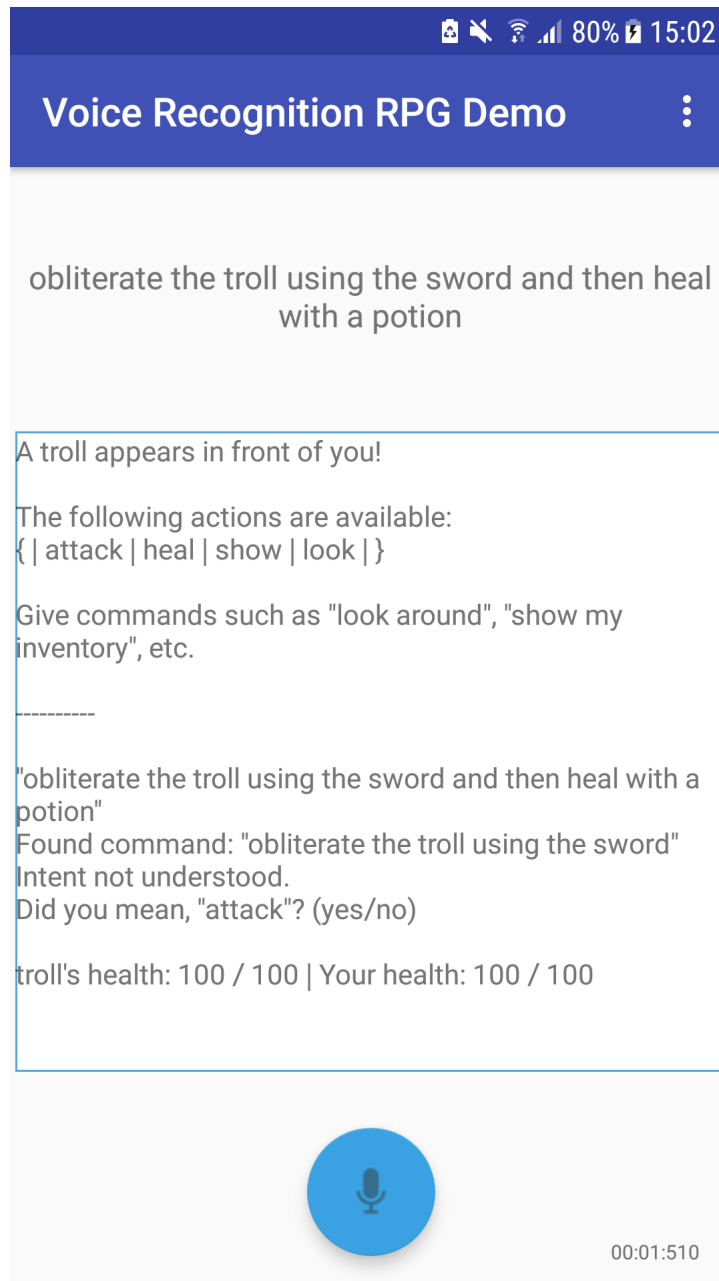 80% 15:02
Voice Recognition RPG Demo
obliterate the troll using the sword and then heal
with a potion
A troll appears in front of you!
The following actions are available:
{ | attack | heal | show | look | }
Give commands such as "look around", "show my
inventory", etc.
----------
"obliterate the troll using the sword and then heal with a
potion"
Found command: "obliterate the troll using the sword"
Intent not understood.
Did you mean, "attack"? (yes/no)
troll's health: 100 / 100 | Your health: 100 / 100
00:01:510